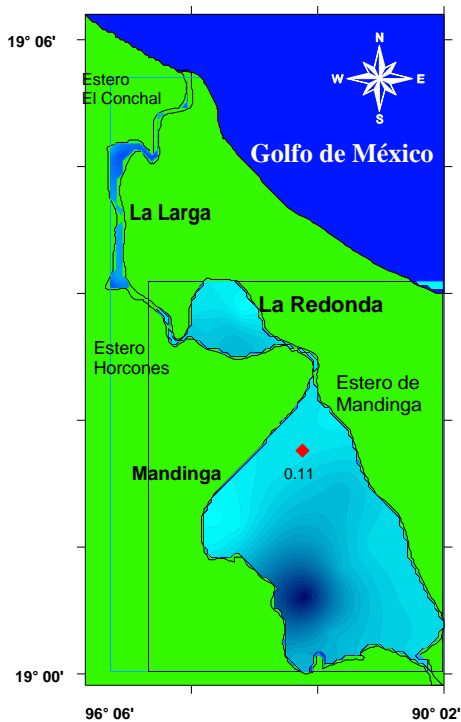 19° 06'
N
W E
S
Estero
El Conchal
Golfo de México
La Larga
La Redonda
Estero
Horcones
Estero de
Mandinga
Mandinga
0.11
19° 00'
96° 06' 90° 02'